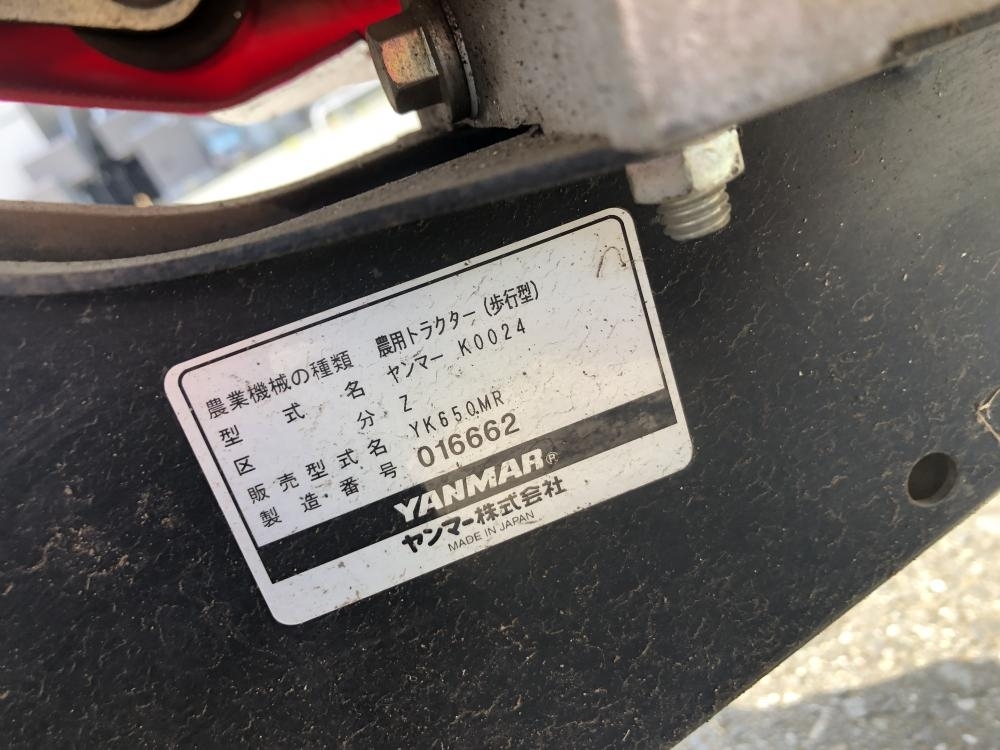 農業機械の種類 農用トラクター (歩行型)
型式名 ヤンマー K0024
区分 Z
販売型式名 YK650MR
製造番号 016662
YANMAR®
ヤンマー株式会社
MADE IN JAPAN